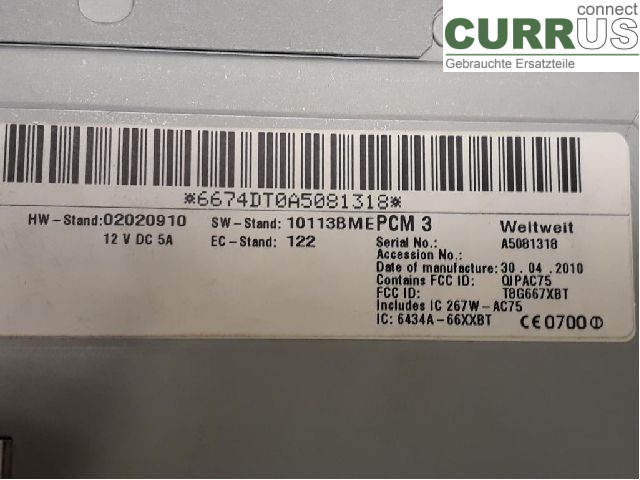 connect
CURRUS
Gebrauchte Ersatzteile
*6674DT0A5081318*
HW-Stand:02020910 SW-Stand: 10113BME PCM 3 Weltweit
12 V DC 5A EC-Stand: 122 Serial No.: A5081318
Accession No.:
Date of manufacture: 30.04.2010
Contains FCC ID: QIPAC75
FCC ID: T8G667XBT
Includes IC 267W-AC75
IC: 6434A-66XXBT CE0700